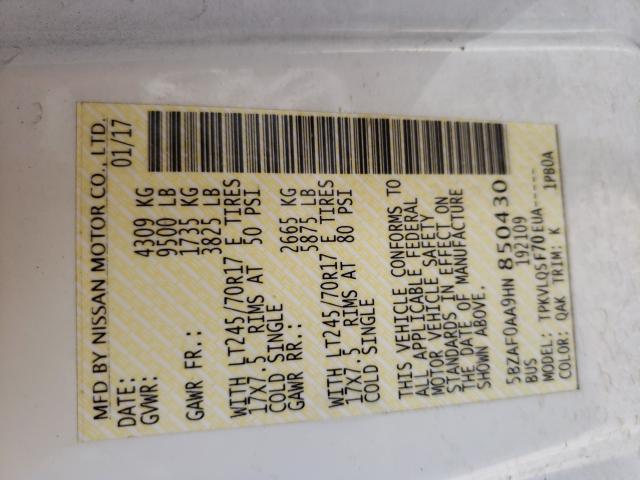 MFD BY NISSAN MOTOR CO., LTD.
DATE: 01/17
GVWR: 4309 KG
9500 LB
GAWR FR.: 1735 KG
3825 LB
WITH LT245/70R17 E TIRES
17X7.5 RIMS AT 50 PSI
COLD SINGLE
GAWR RR.: 2665 KG
5875 LB
WITH LT245/70R17 E TIRES
17X7.5 RIMS AT 80 PSI
COLD SINGLE
THIS VEHICLE CONFORMS TO
ALL APPLICABLE FEDERAL
MOTOR VEHICLE SAFETY
STANDARDS IN EFFECT ON
THE DATE OF MANUFACTURE
SHOWN ABOVE.
5BZAF0AA9HN 850430
BUS 192109
MODEL: TPKVLQSF70EUA-----
COLOR: QAK TRIM: K 1PB0A